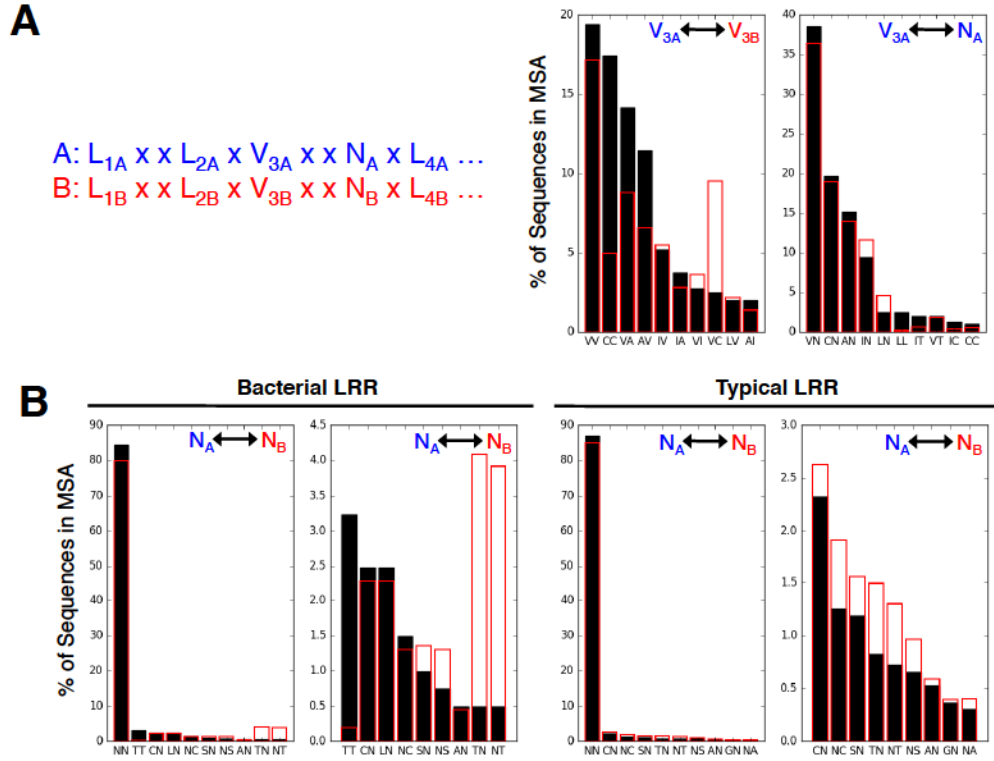 A
A: L1A x x L2A x V3A x x NA x L4A ...
B: L1B x x L2B x V3B x x NB x L4B ...
% of Sequences in MSA
20
15
10
5
0
V3A V3B
VV CC VA AV IV IA VI VC LV AI
40
35
30
25
20
15
10
5
0
V3A NA
VN CN AN IN LN LL IT VT IC CC
B
Bacterial LRR
Typical LRR
% of Sequences in MSA
90
80
70
60
50
40
30
20
10
0
NA NB
NN TT CN LN NC SN NS AN TN NT
4.5
4.0
3.5
3.0
2.5
2.0
1.5
1.0
0.5
0.0
NA NB
TT CN LN NC SN NS AN TN NT
90
80
70
60
50
40
30
20
10
0
NA NB
NN CN NC SN TN NT NS AN GN NA
3.0
2.5
2.0
1.5
1.0
0.5
0.0
NA NB
CN NC SN TN NT NS AN GN NA